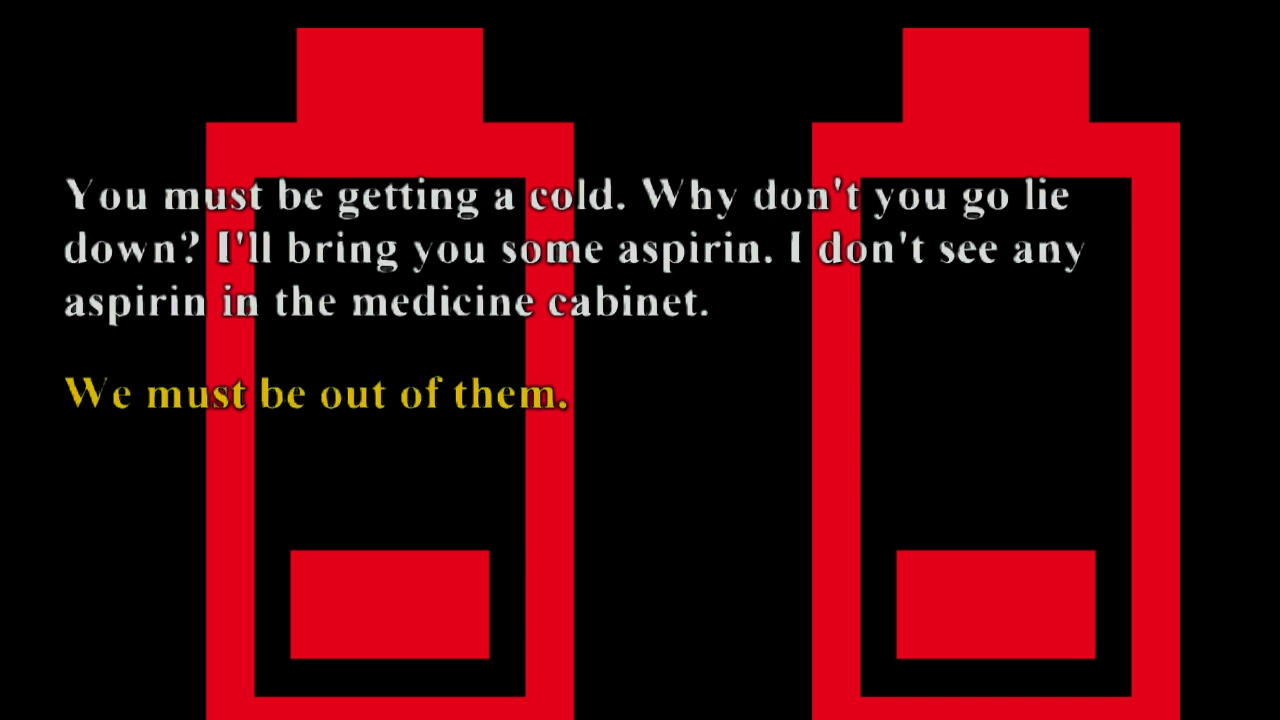 You must be getting a cold. Why don't you go lie
down? I'll bring you some aspirin. I don't see any
aspirin in the medicine cabinet.
We must be out of them.